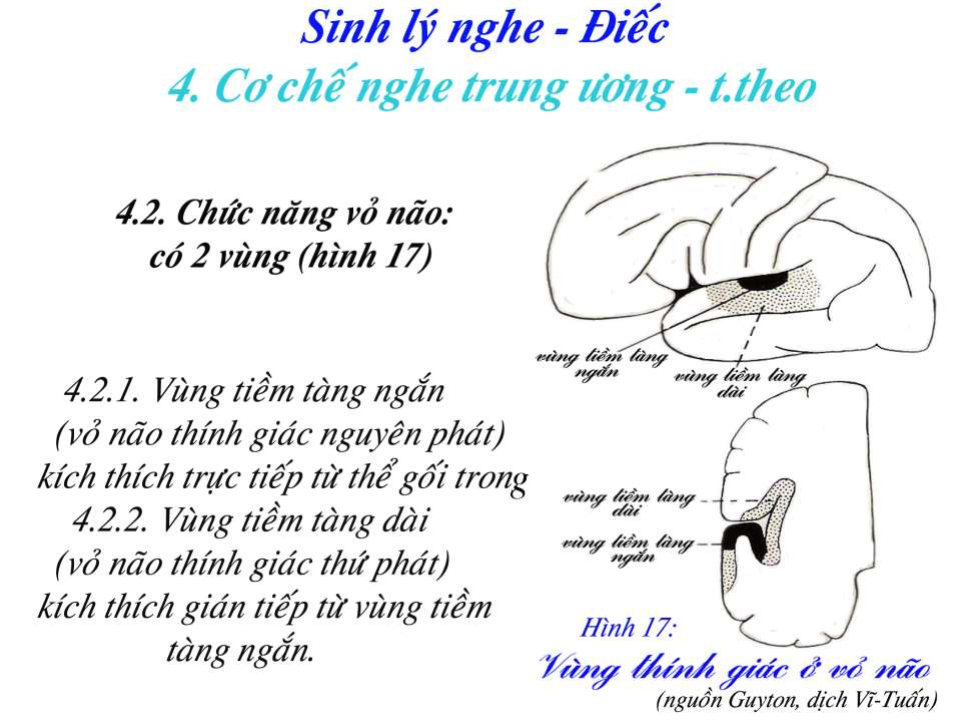 Sinh lý nghe - Điếc
4. Cơ chế nghe trung ương - t.theo
4.2. Chức năng vỏ não:
có 2 vùng (hình 17)
4.2.1. Vùng tiềm tàng ngắn
(vỏ não thính giác nguyên phát)
kích thích trực tiếp từ thể gối trong
4.2.2. Vùng tiềm tàng dài
(vỏ não thính giác thứ phát)
kích thích gián tiếp từ vùng tiềm
tàng ngắn.
vùng tiềm tàng
ngắn
vùng tiềm tàng
dài
vùng tiềm tàng
dài
vùng tiềm tàng
ngắn
Hình 17:
Vùng thính giác ở vỏ não
(nguồn Guyton, dịch Vĩ-Tuấn)